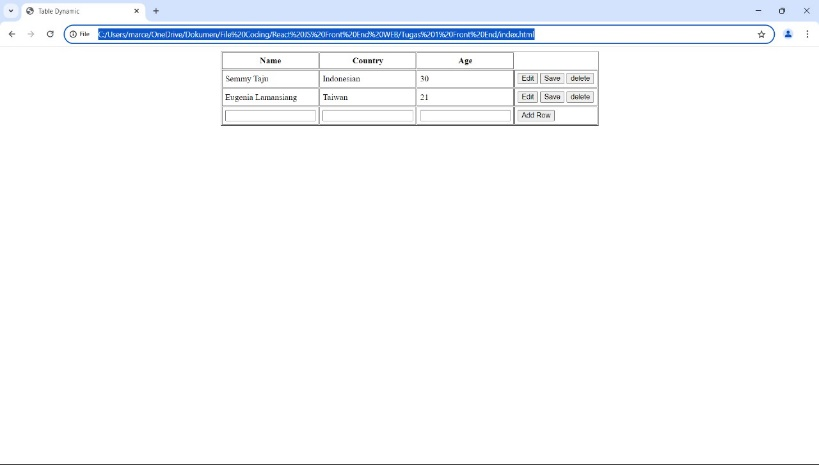 Table Dynamic
File C:/Users/marce/OneDrive/Dokumen/File%20Coding/React%20JS%20Front%20End%20WEB/Tugas%201%20Front%20End/index.html
Name Country Age
Semmy Taju Indonesian 30 Edit Save delete
Eugenia Lamansiang Taiwan 21 Edit Save delete
Add Row